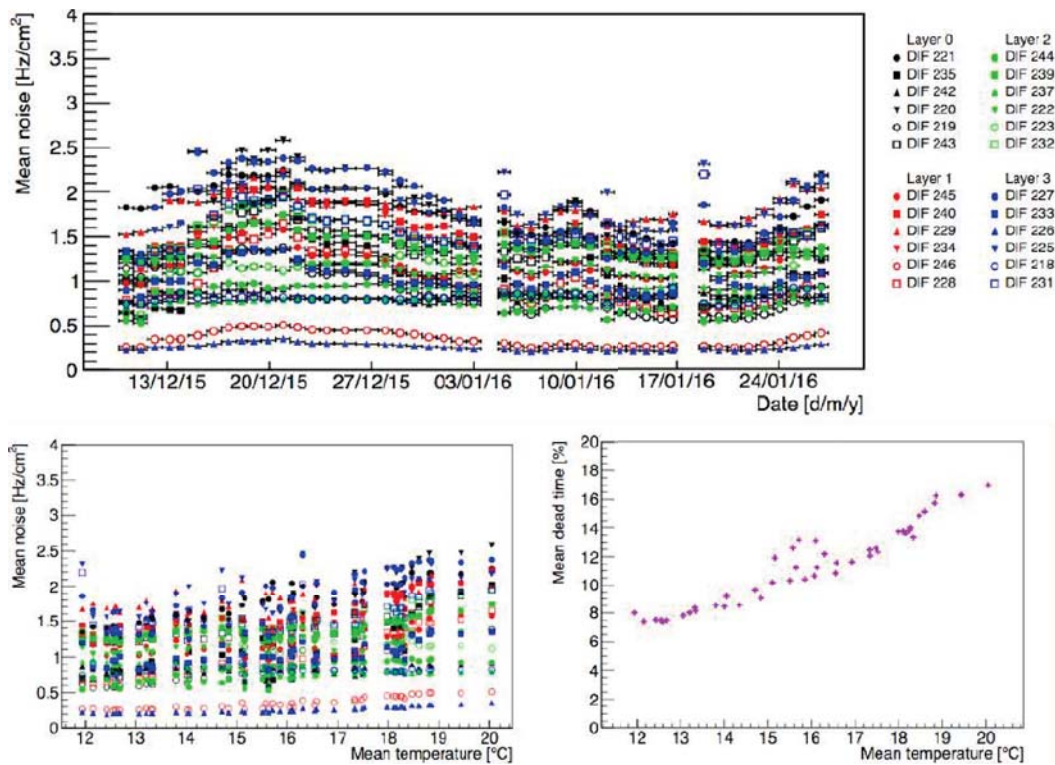 Mean noise [Hz/cm²]
4
3.5
3
2.5
2
1.5
1
0.5
0
13/12/15 20/12/15 27/12/15 03/01/16 10/01/16 17/01/16 24/01/16
Date [d/m/y]
Layer 0
DIF 221
DIF 235
DIF 242
DIF 220
DIF 219
DIF 243
Layer 2
DIF 244
DIF 239
DIF 237
DIF 222
DIF 223
DIF 232
Layer 1
DIF 245
DIF 240
DIF 229
DIF 234
DIF 246
DIF 228
Layer 3
DIF 227
DIF 233
DIF 226
DIF 225
DIF 218
DIF 231
Mean noise [Hz/cm²]
4
3.5
3
2.5
2
1.5
1
0.5
0
12 13 14 15 16 17 18 19 20
Mean temperature [°C]
Mean dead time [%]
20
18
16
14
12
10
8
6
4
2
0
12 13 14 15 16 17 18 19 20
Mean temperature [°C]